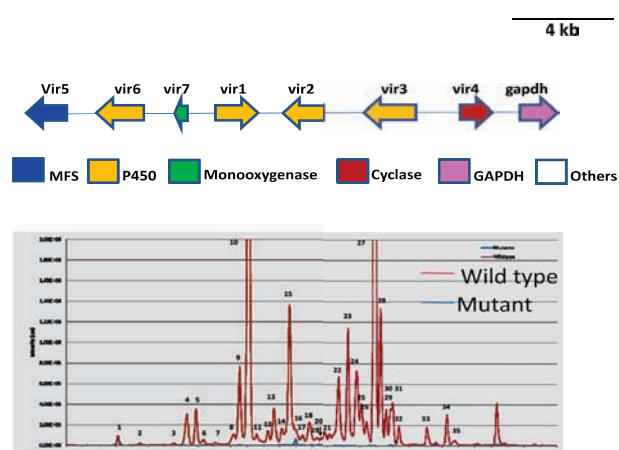 4 kb
Vir5 vir6 vir7 vir1 vir2 vir3 vir4 gapdh
MFS P450 Monooxygenase Cyclase GAPDH Others
10 27
Wild type
Mutant
15 28
23
9 22 24
4 5 13 25 30 31
29
1 2 3 6 7 8 11 12 14 16 17 18 20 21 32 33 34 35